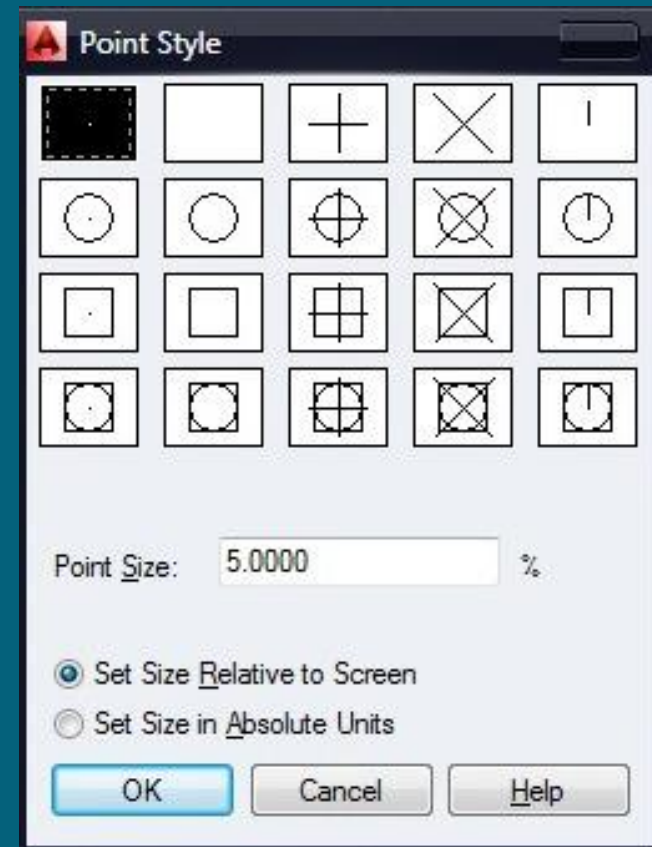 Point Style
Point Size: 5.0000 %
Set Size Relative to Screen
Set Size in Absolute Units
OK Cancel Help